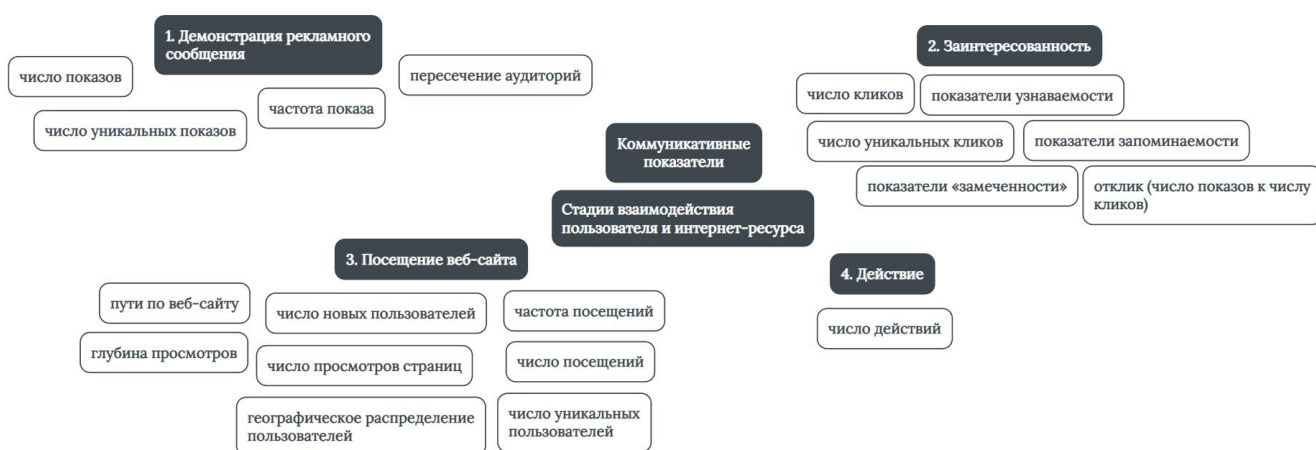 1. Демонстрация рекламного
сообщения
число показов
пересечение аудиторий
частота показа
число уникальных показов
2. Заинтересованность
число кликов
показатели узнаваемости
число уникальных кликов
показатели запоминаемости
показатели «замеченности»
отклик (число показов к числу
кликов)
Коммуникативные
показатели
Стадии взаимодействия
пользователя и интернет-ресурса
3. Посещение веб-сайта
пути по веб-сайту
число новых пользователей
частота посещений
глубина просмотров
число просмотров страниц
число посещений
географическое распределение
пользователей
число уникальных
пользователей
4. Действие
число действий